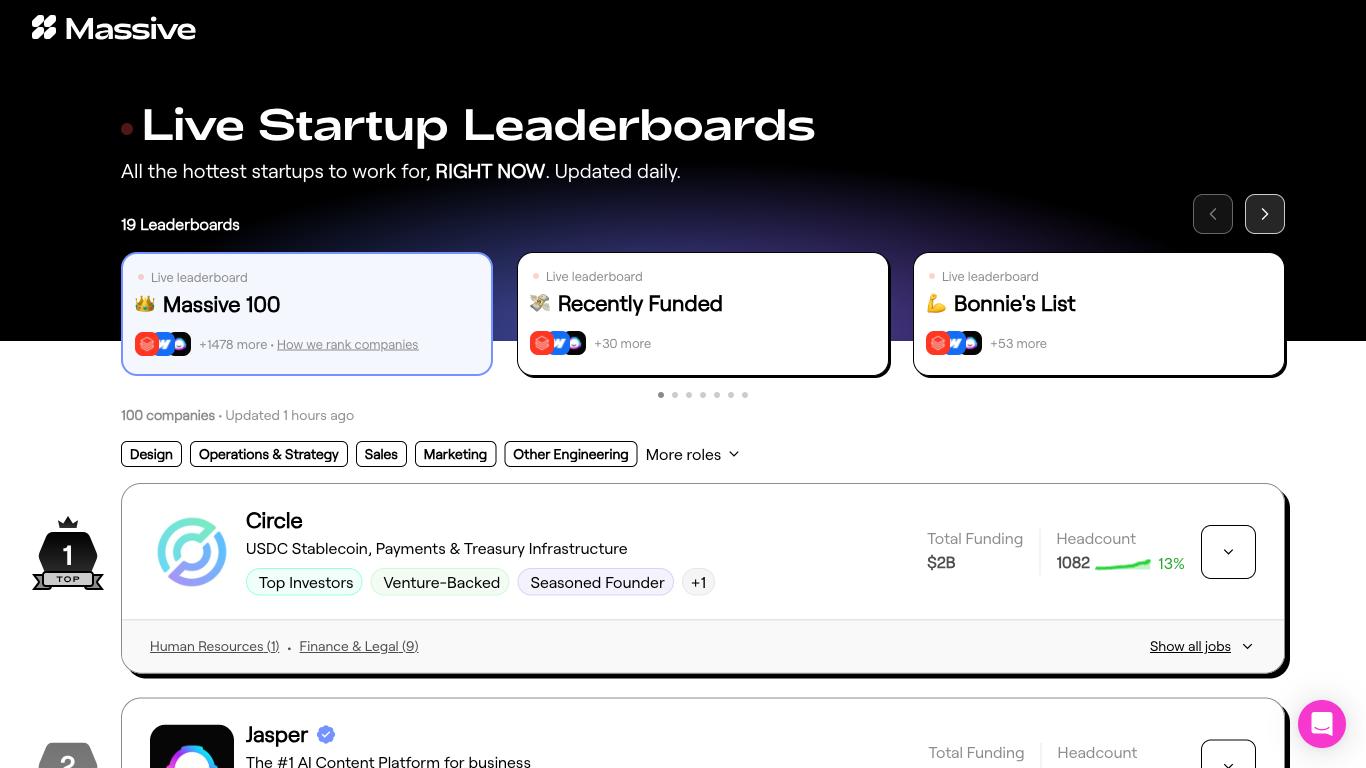 Massive
Live Startup Leaderboards
All the hottest startups to work for, RIGHT NOW. Updated daily.
19 Leaderboards
Live leaderboard
Massive 100
+1478 more • How we rank companies
Live leaderboard
Recently Funded
+30 more
Live leaderboard
Bonnie's List
+53 more
100 companies • Updated 1 hours ago
Design
Operations & Strategy
Sales
Marketing
Other Engineering
More roles
1
TOP
Circle
USDC Stablecoin, Payments & Treasury Infrastructure
Top Investors
Venture-Backed
Seasoned Founder
+1
Total Funding
$2B
Headcount
1082
13%
Human Resources (1) • Finance & Legal (9)
Show all jobs
2
Jasper
The #1 AI Content Platform for business
Total Funding
Headcount